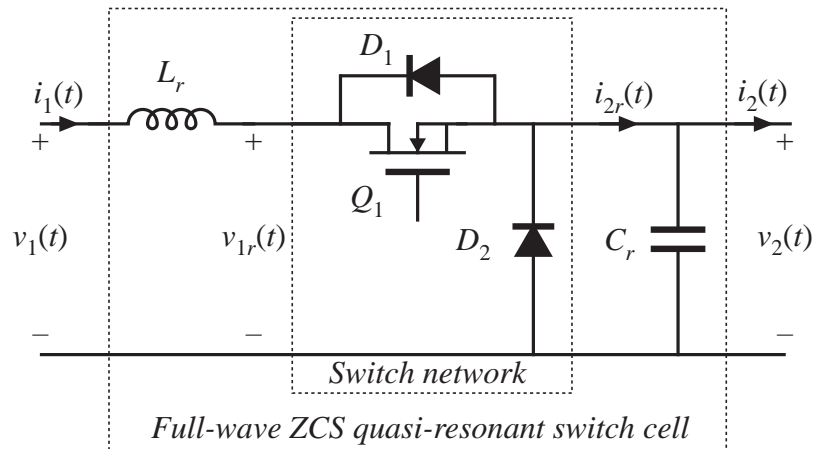 D₁
Lᵣ
i₁(t)
i₂ᵣ(t)
i₂(t)
+
+
+
Q₁
v₁(t)
v₁ᵣ(t)
D₂
Cᵣ
v₂(t)
–
–
–
Switch network
Full-wave ZCS quasi-resonant switch cell